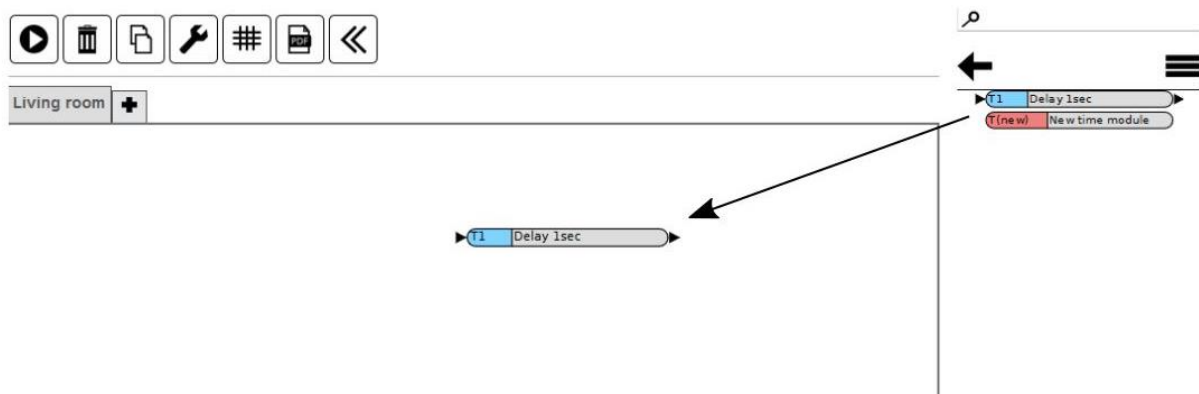 PDF
Living room
T1 Delay 1sec
T(new) New time module
T1 Delay 1sec